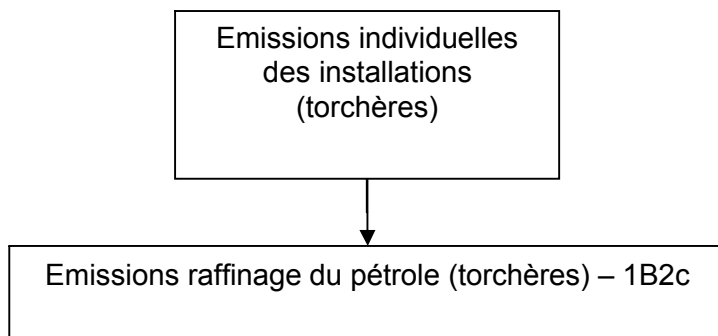 Emissions individuelles
des installations
(torchères)
Emissions raffinage du pétrole (torchères) – 1B2c